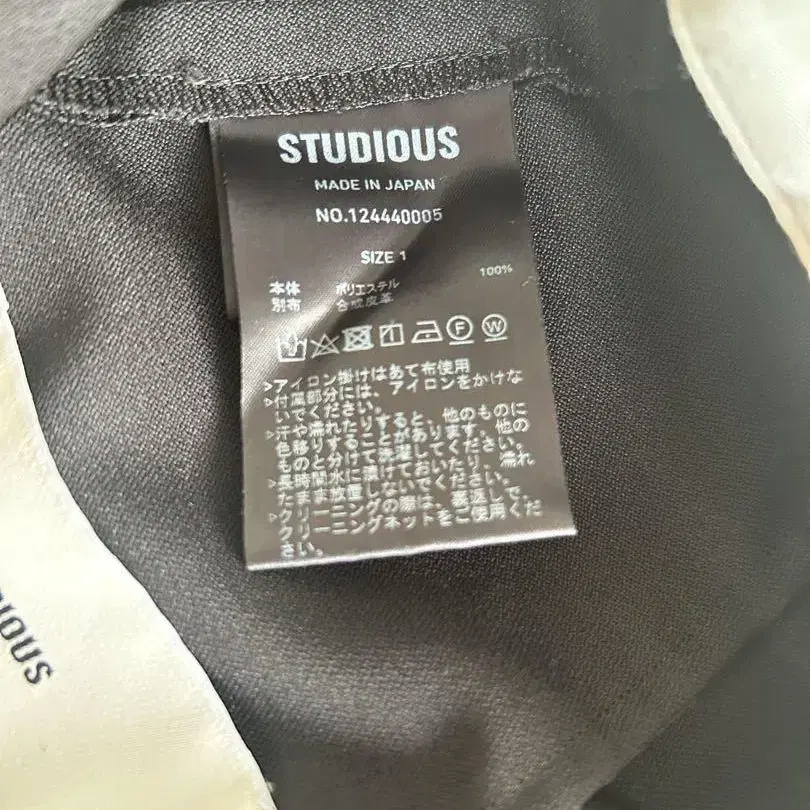 STUDIOUS
MADE IN JAPAN
NO.124440005
SIZE 1
本体 ポリエステル 100%
別布 合成皮革
F W
>アイロン掛けはあて布使用
>付属部分には、アイロンをかけな
いでください。
>汗や濡れたりすると、他のものに
色移りすることがあります。他の
ものと分けて洗濯してください。
>長時間水に漬けておいたり、濡れ
たまま放置しないでください。
>クリーニングの際は、裏返しで、
クリーニングネットをご使用くだ
さい。
DIOUS